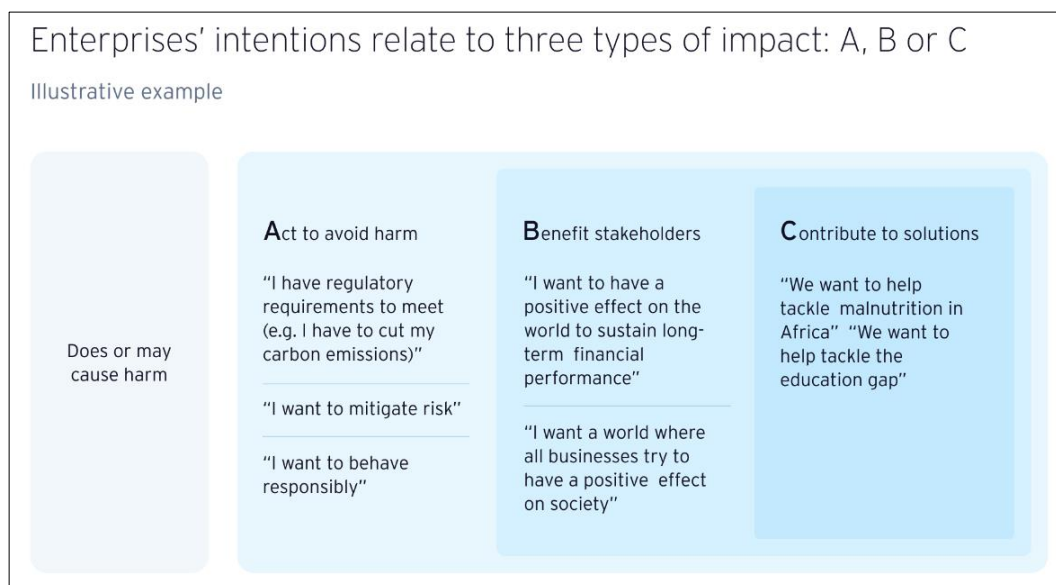 Enterprises’ intentions relate to three types of impact: A, B or C
Illustrative example
Does or may
cause harm
Act to avoid harm
“I have regulatory
requirements to meet
(e.g. I have to cut my
carbon emissions)”
“I want to mitigate risk”
“I want to behave
responsibly”
Benefit stakeholders
“I want to have a
positive effect on the
world to sustain long-
term financial
performance”
“I want a world where
all businesses try to
have a positive effect
on society”
Contribute to solutions
“We want to help
tackle malnutrition in
Africa” “We want to
help tackle the
education gap”